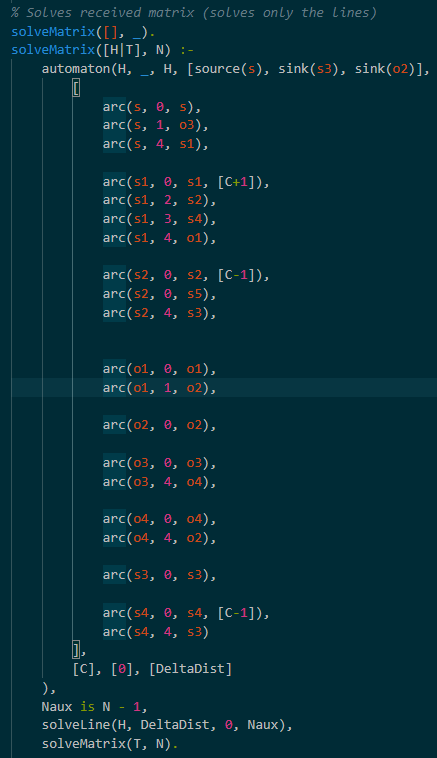 % Solves received matrix (solves only the lines)
solveMatrix([], _).
solveMatrix([H|T], N) :-
automaton(H, _, H, [source(s), sink(s3), sink(o2)],
[
arc(s, 0, s),
arc(s, 1, o3),
arc(s, 4, s1),
arc(s1, 0, s1, [C+1]),
arc(s1, 2, s2),
arc(s1, 3, s4),
arc(s1, 4, o1),
arc(s2, 0, s2, [C-1]),
arc(s2, 0, s5),
arc(s2, 4, s3),
arc(o1, 0, o1),
arc(o1, 1, o2),
arc(o2, 0, o2),
arc(o3, 0, o3),
arc(o3, 4, o4),
arc(o4, 0, o4),
arc(o4, 4, o2),
arc(s3, 0, s3),
arc(s4, 0, s4, [C-1]),
arc(s4, 4, s3)
],
[C], [0], [DeltaDist]
),
Naux is N - 1,
solveLine(H, DeltaDist, 0, Naux),
solveMatrix(T, N).